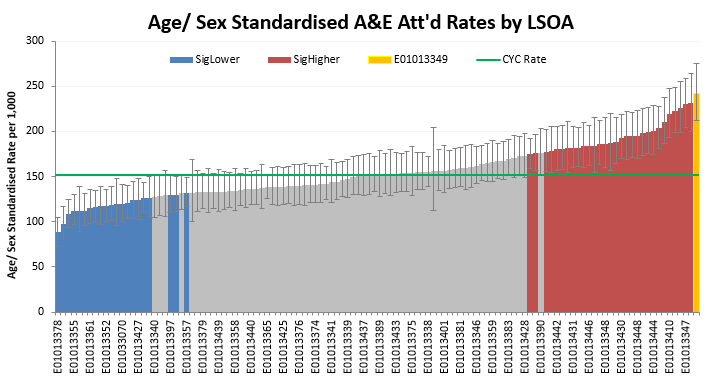 Age/ Sex Standardised A&E Att'd Rates by LSOA
300
250
200
150
100
50
0
Age/ Sex Standardised Rate per 1,000
SigLower
SigHigher
E01013349
CYC Rate
E01013378
E01013355
E01013361
E01013352
E01033070
E01013427
E01013340
E01013397
E01013357
E01013379
E01013439
E01013358
E01013440
E01013365
E01013425
E01013376
E01013374
E01013341
E01013339
E01013437
E01013389
E01013433
E01013375
E01013338
E01013401
E01013381
E01013346
E01013359
E01013383
E01013428
E01013390
E01013442
E01013431
E01013446
E01013348
E01013430
E01013448
E01013444
E01013410
E01013347